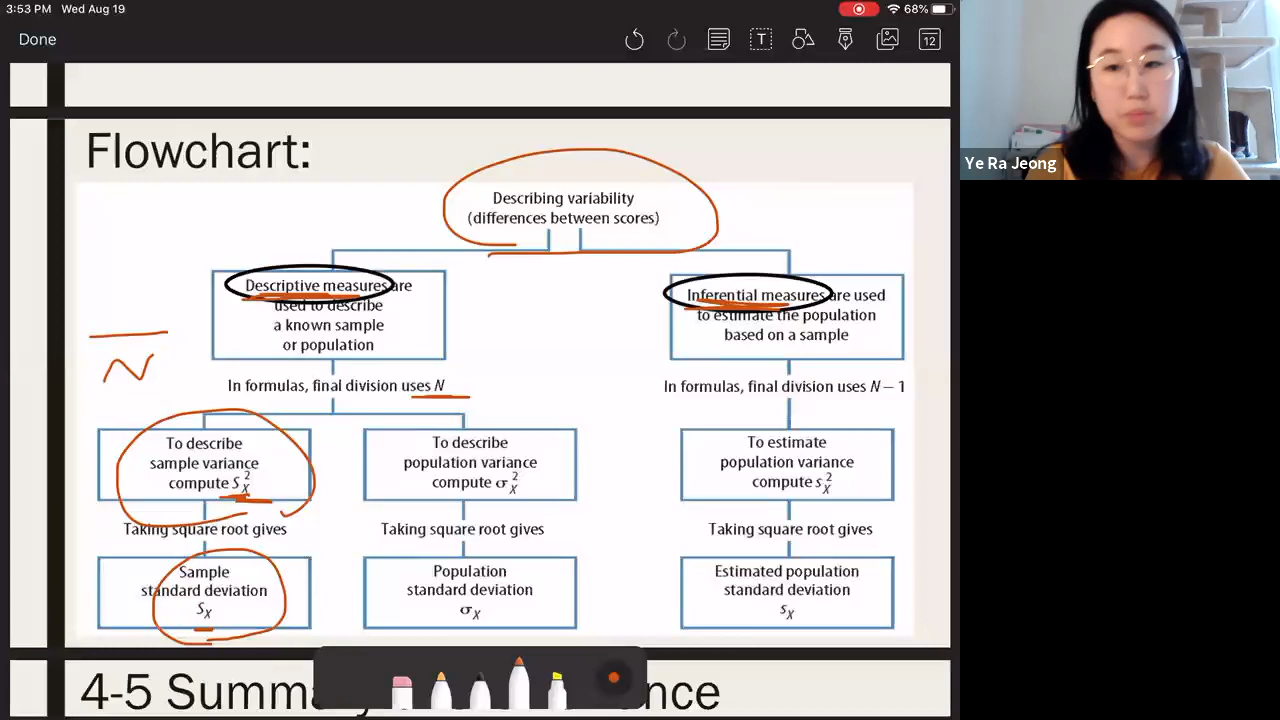 3:53 PM Wed Aug 19
68%
Done
12
Flowchart:
Ye Ra Jeong
Describing variability
(differences between scores)
Descriptive measures are
used to describe
a known sample
or population
Inferential measures are used
to estimate the population
based on a sample
N
In formulas, final division uses N
In formulas, final division uses N − 1
To describe
sample variance
compute S²X
To describe
population variance
compute σ²X
To estimate
population variance
compute s²X
Taking square root gives
Taking square root gives
Taking square root gives
Sample
standard deviation
SX
Population
standard deviation
σX
Estimated population
standard deviation
sX
4-5 Summ
nce